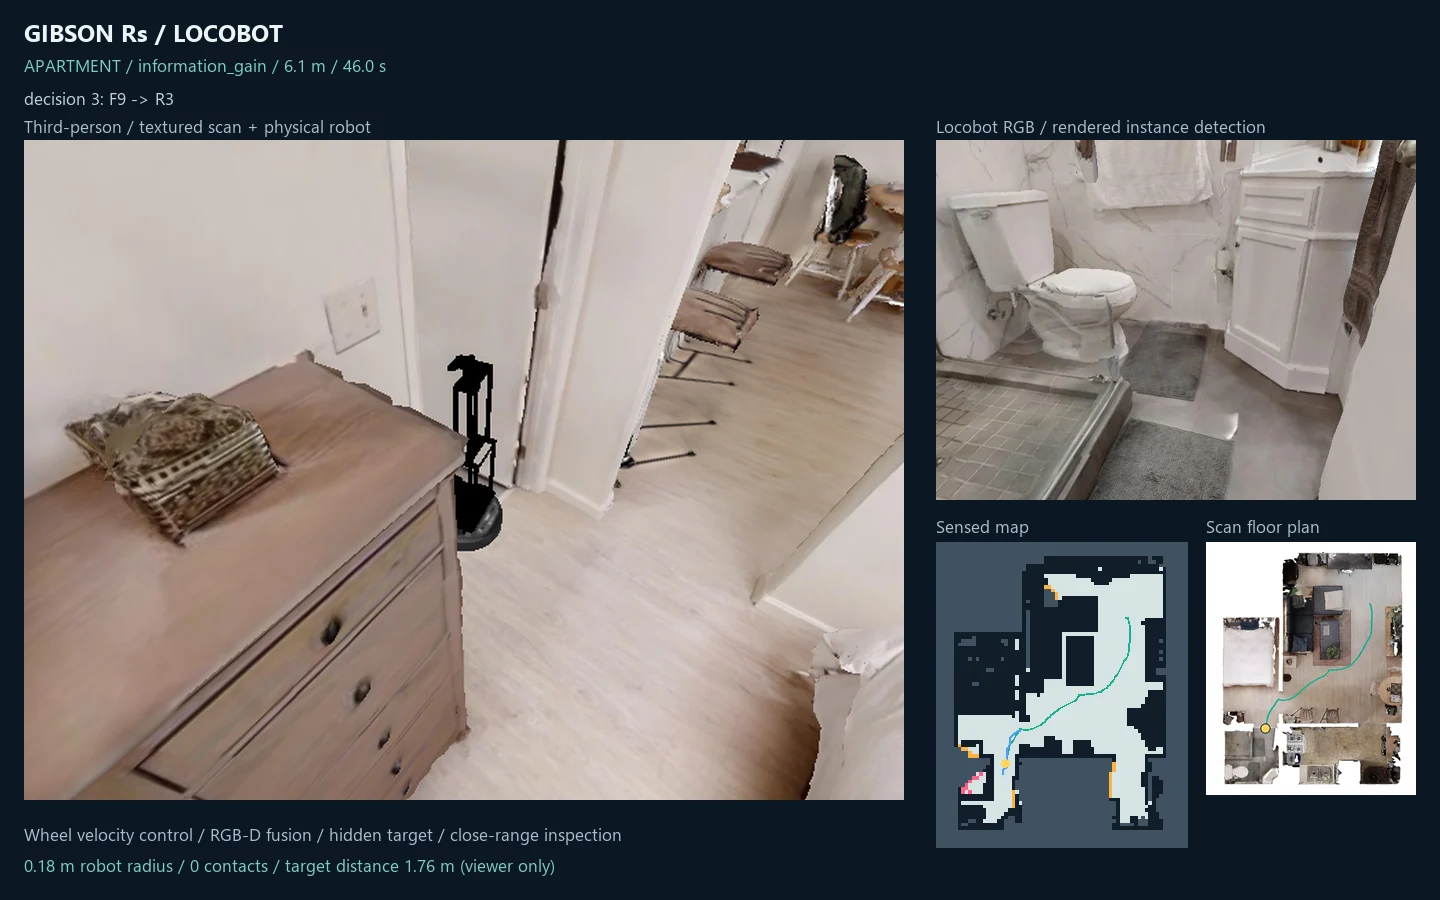 GIBSON Rs / LOCOBOT
APARTMENT / information_gain / 6.1 m / 46.0 s
decision 3: F9 -> R3
Third-person / textured scan + physical robot
Locobot RGB / rendered instance detection
Sensed map
Scan floor plan
Wheel velocity control / RGB-D fusion / hidden target / close-range inspection
0.18 m robot radius / 0 contacts / target distance 1.76 m (viewer only)